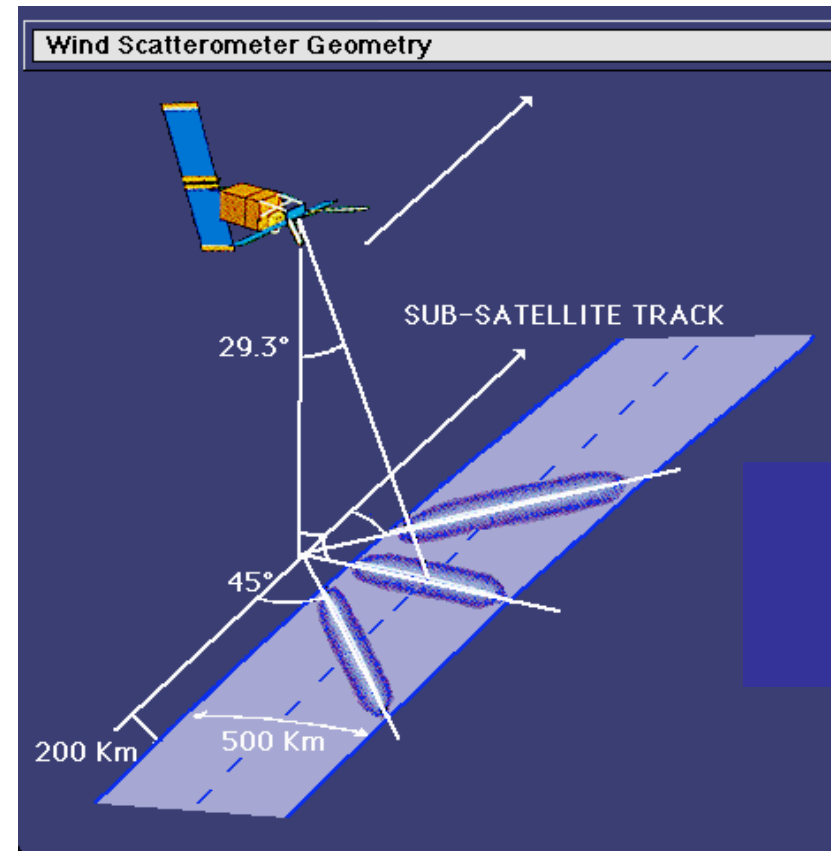 Wind Scatterometer Geometry
SUB-SATELLITE TRACK
29.3°
45°
200 Km
500 Km